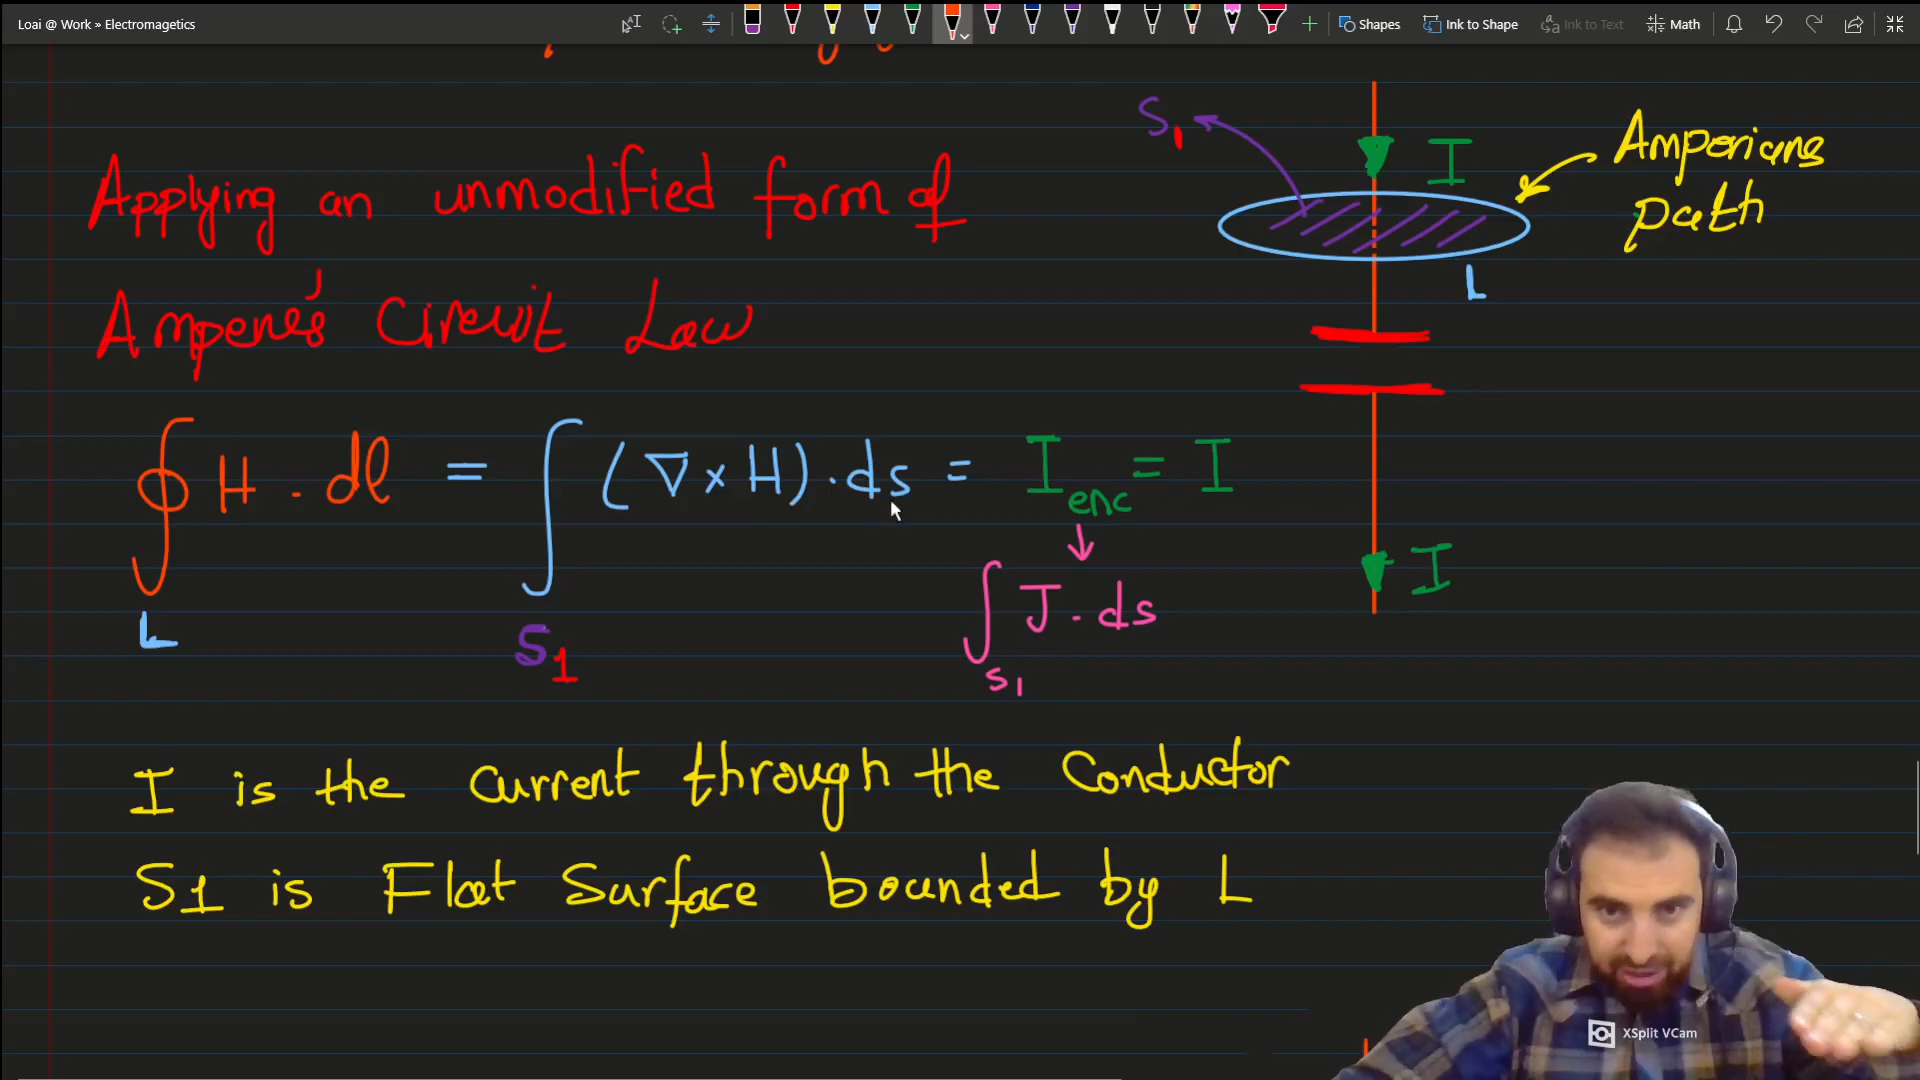 Loai @ Work » Electromagetics
Shapes
Ink to Shape
Ink to Text
Math
S1
I
Amperians
path
L
Applying an unmodified form of
Ampere's Circuit Law
∮ H . dl = ∫ (∇ × H) . ds = I enc = I
L
S1
∫ J . ds
S1
I
I is the current through the Conductor
S1 is Flat Surface bounded by L
XSplit VCam